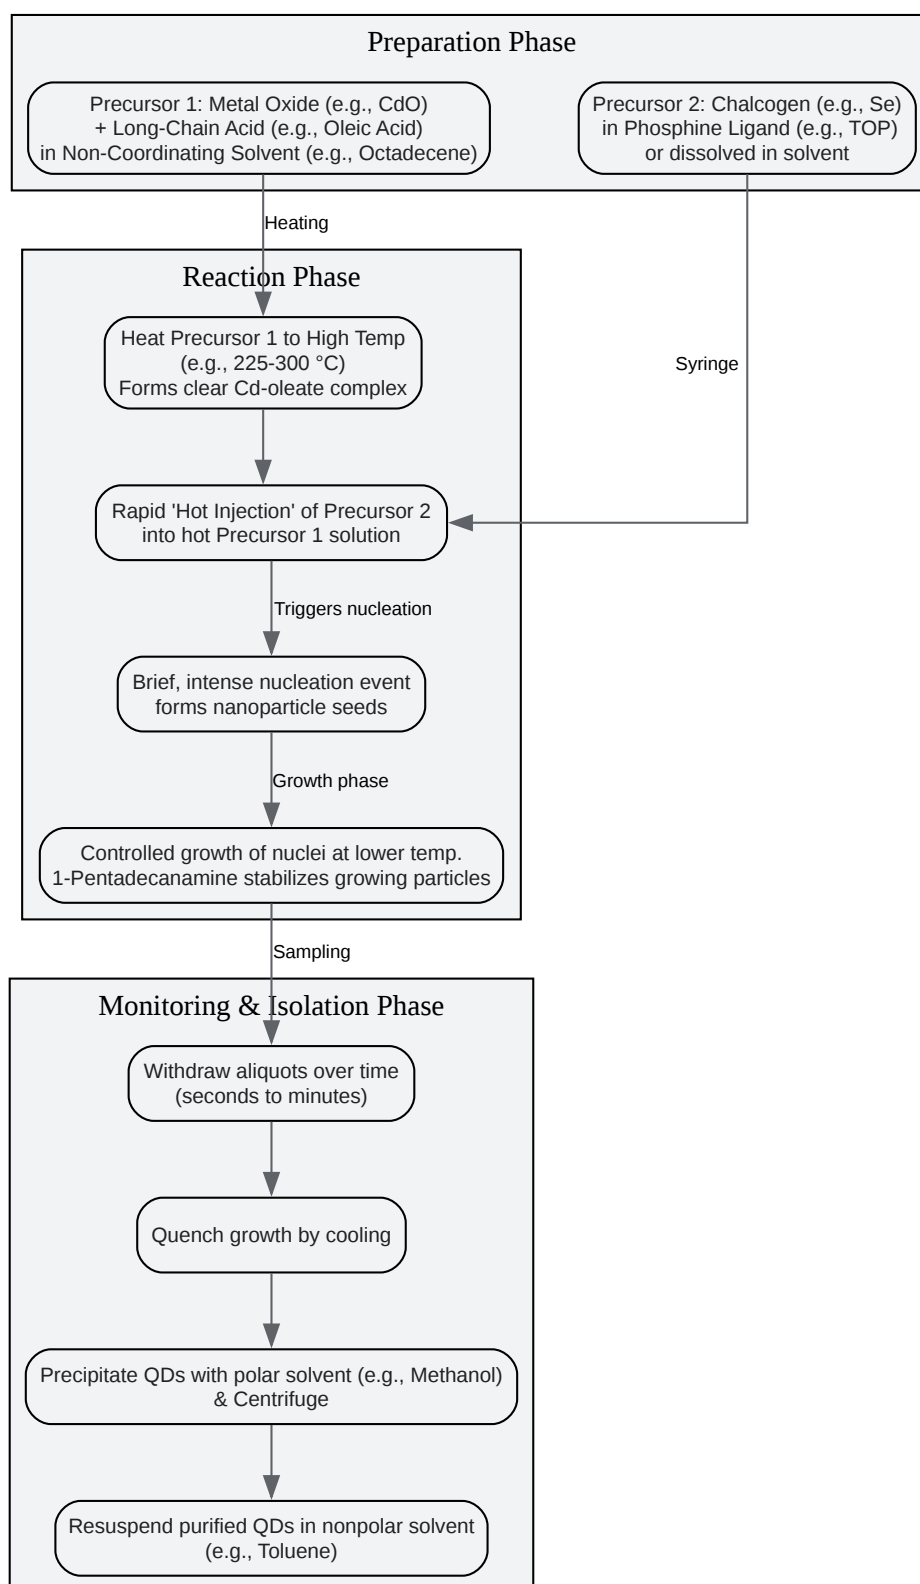 Preparation Phase
Precursor 1: Metal Oxide (e.g., CdO)
+ Long-Chain Acid (e.g., Oleic Acid)
in Non-Coordinating Solvent (e.g., Octadecene)
Precursor 2: Chalcogen (e.g., Se)
in Phosphine Ligand (e.g., TOP)
or dissolved in solvent
Heating
Reaction Phase
Heat Precursor 1 to High Temp
(e.g., 225-300 °C)
Forms clear Cd-oleate complex
Syringe
Rapid 'Hot Injection' of Precursor 2
into hot Precursor 1 solution
Triggers nucleation
Brief, intense nucleation event
forms nanoparticle seeds
Growth phase
Controlled growth of nuclei at lower temp.
1-Pentadecanamine stabilizes growing particles
Sampling
Monitoring & Isolation Phase
Withdraw aliquots over time
(seconds to minutes)
Quench growth by cooling
Precipitate QDs with polar solvent (e.g., Methanol)
& Centrifuge
Resuspend purified QDs in nonpolar solvent
(e.g., Toluene)